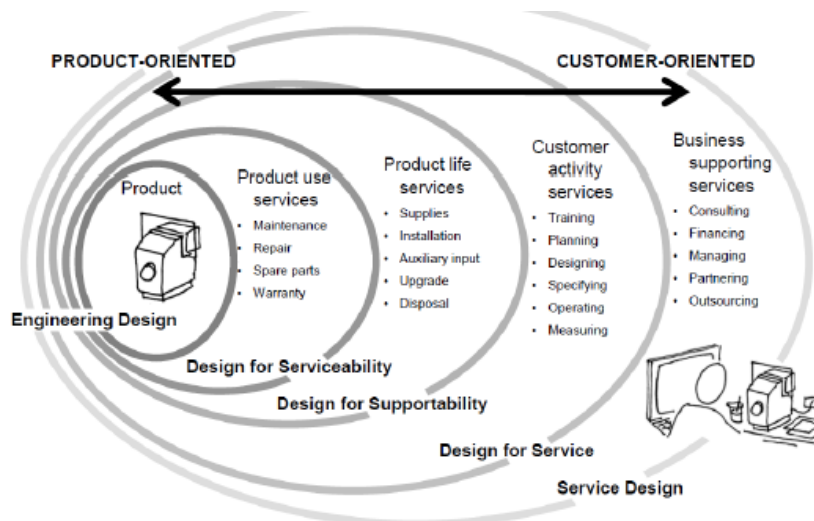 PRODUCT-ORIENTED
CUSTOMER-ORIENTED
Product
Product use
services
• Maintenance
• Repair
• Spare parts
• Warranty
Product life
services
• Supplies
• Installation
• Auxiliary input
• Upgrade
• Disposal
Customer
activity
services
• Training
• Planning
• Designing
• Specifying
• Operating
• Measuring
Business
supporting
services
• Consulting
• Financing
• Managing
• Partnering
• Outsourcing
Engineering Design
Design for Serviceability
Design for Supportability
Design for Service
Service Design